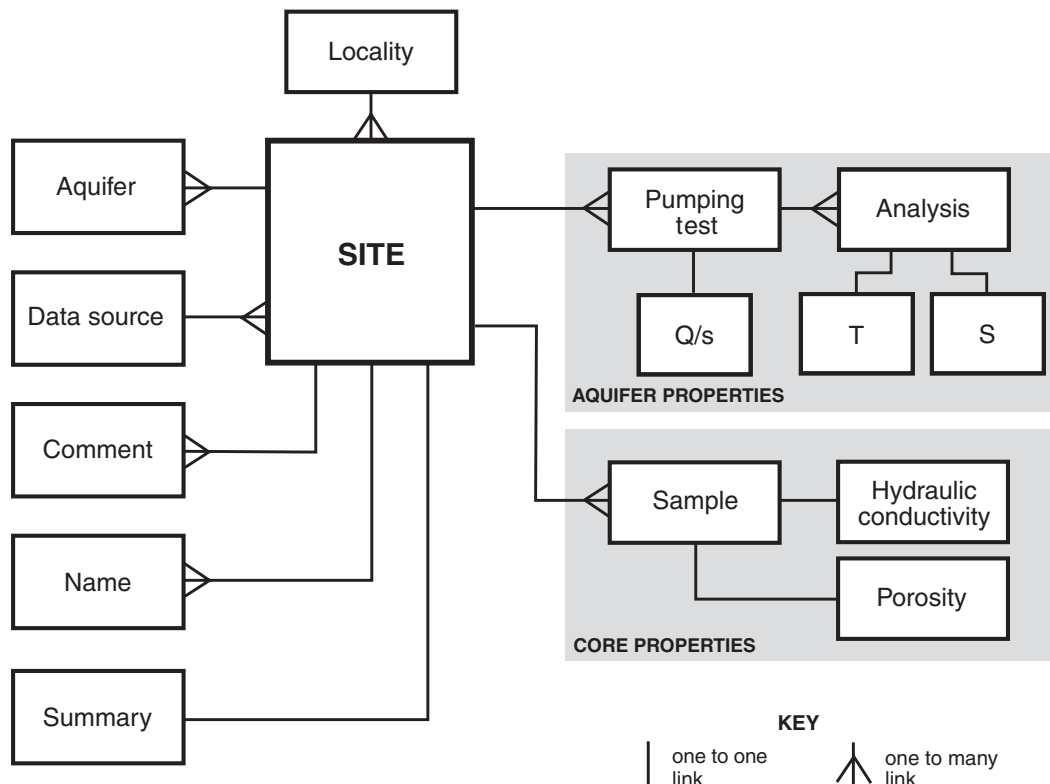 Locality
Aquifer
SITE
Data source
Comment
Name
Summary
Pumping
test
Analysis
Q/s
T
S
AQUIFER PROPERTIES
Sample
Hydraulic
conductivity
Porosity
CORE PROPERTIES
KEY
one to one
link
one to many
link